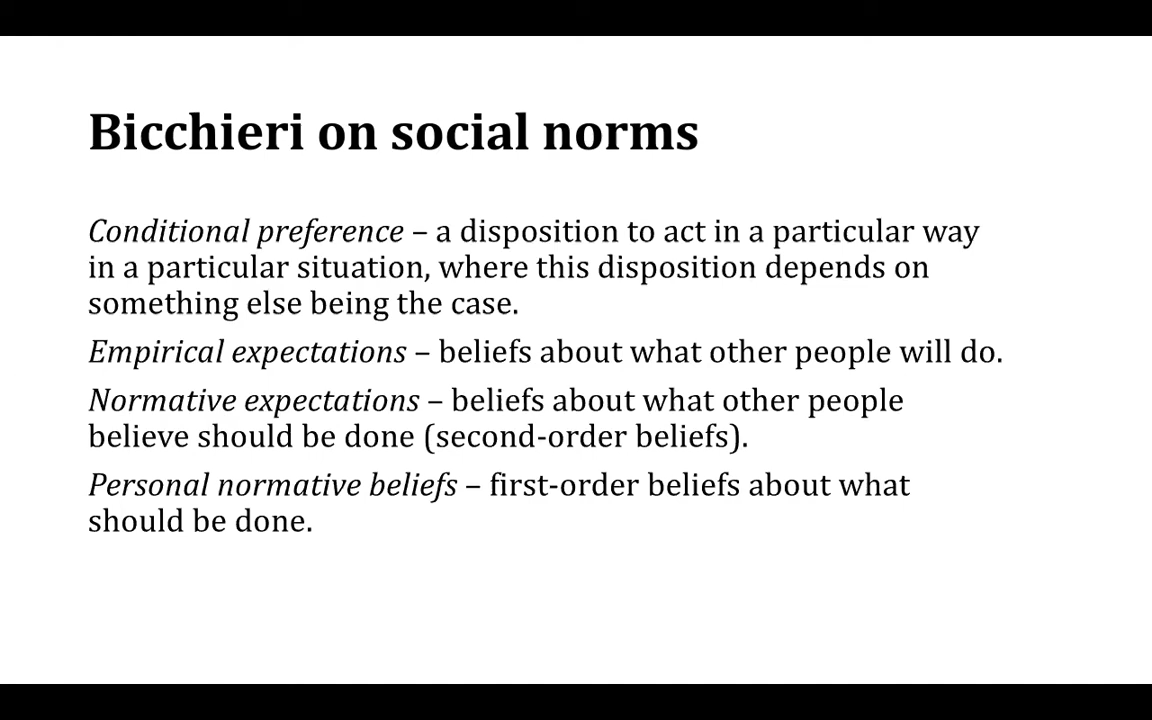 Bicchieri on social norms
Conditional preference – a disposition to act in a particular way
in a particular situation, where this disposition depends on
something else being the case.
Empirical expectations – beliefs about what other people will do.
Normative expectations – beliefs about what other people
believe should be done (second-order beliefs).
Personal normative beliefs – first-order beliefs about what
should be done.